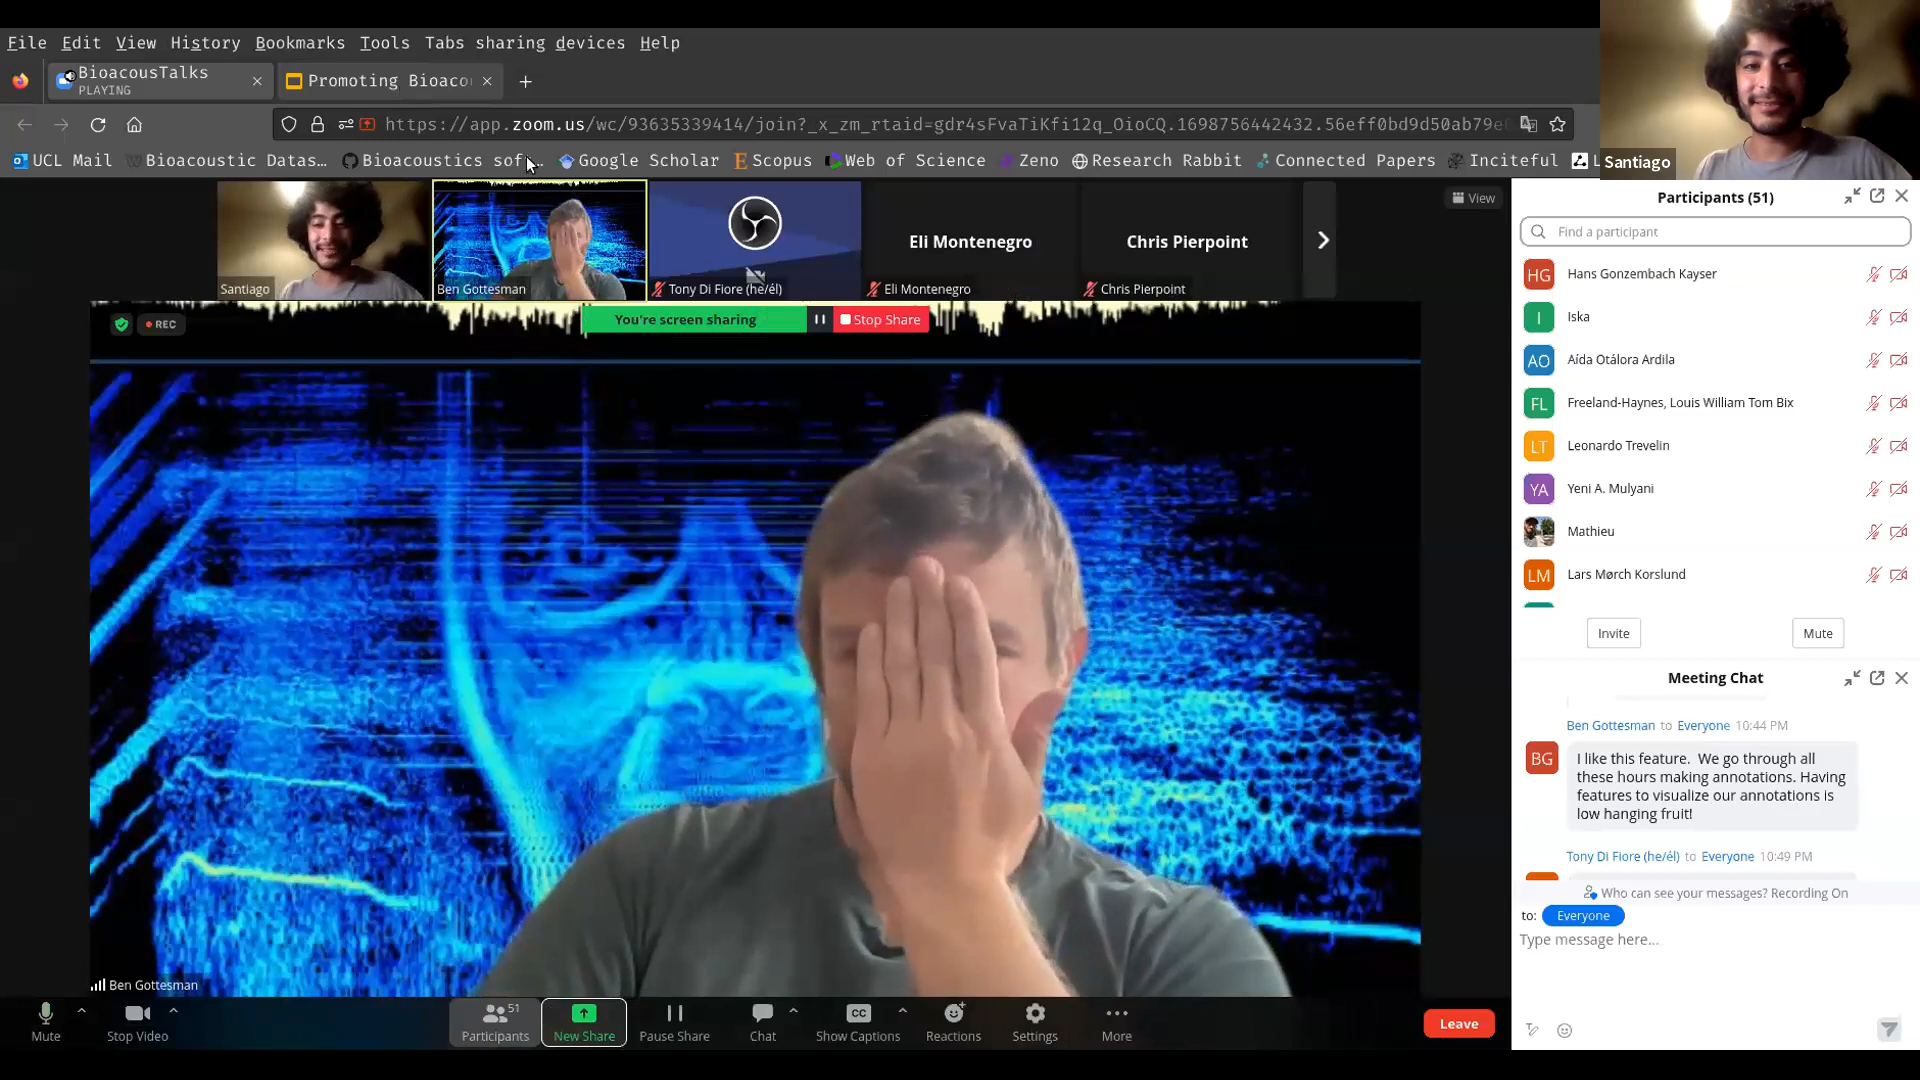 File Edit View History Bookmarks Tools Tabs sharing devices Help
BioacousTalks
PLAYING
Promoting Bioaco
https://app.zoom.us/wc/93635339414/join?_x_zm_rtaid=gdr4sFvaTiKfi12q_OioCQ.1698756442432.56eff0bd9d50ab79e
UCL Mail Bioacoustic Datas… Bioacoustics sof… Google Scholar Scopus Web of Science Zeno Research Rabbit Connected Papers Inciteful
Santiago
View
Santiago
Ben Gottesman
Tony Di Fiore (he/él)
Eli Montenegro
Eli Montenegro
Chris Pierpoint
Chris Pierpoint
REC
You're screen sharing
Stop Share
Ben Gottesman
Participants (51)
Find a participant
HG Hans Gonzembach Kayser
I Iska
AO Aída Otálora Ardila
FL Freeland-Haynes, Louis William Tom Bix
LT Leonardo Trevelin
YA Yeni A. Mulyani
Mathieu
LM Lars Mørch Korslund
Invite Mute
Meeting Chat
Ben Gottesman to Everyone 10:44 PM
BG
I like this feature. We go through all
these hours making annotations. Having
features to visualize our annotations is
low hanging fruit!
Tony Di Fiore (he/él) to Everyone 10:49 PM
Who can see your messages? Recording On
to: Everyone
Type message here...
Mute
Stop Video
51
Participants
New Share
Pause Share
Chat
CC
Show Captions
Reactions
Settings
More
Leave